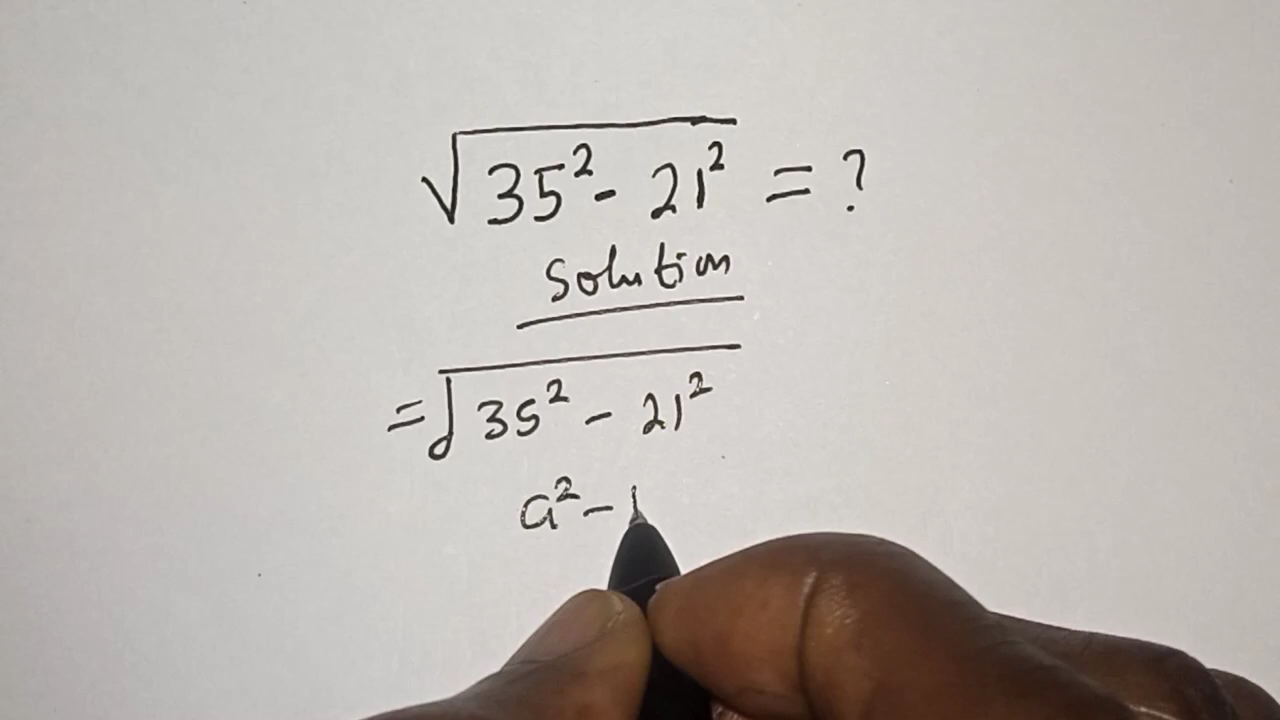 √35² - 21² = ?
Solution
= √35² - 21²
a² -